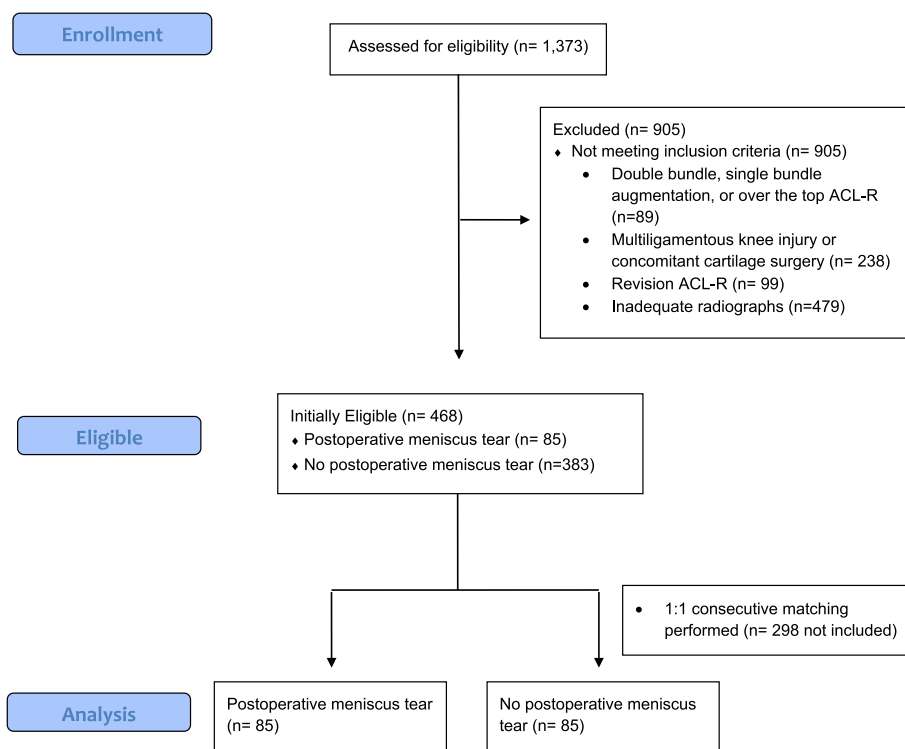 Enrollment
Assessed for eligibility (n= 1,373)
Excluded (n= 905)
♦ Not meeting inclusion criteria (n= 905)
● Double bundle, single bundle
augmentation, or over the top ACL-R
(n=89)
● Multiligamentous knee injury or
concomitant cartilage surgery (n= 238)
● Revision ACL-R (n= 99)
● Inadequate radiographs (n=479)
Eligible
Initially Eligible (n= 468)
♦ Postoperative meniscus tear (n= 85)
♦ No postoperative meniscus tear (n=383)
● 1:1 consecutive matching
performed (n= 298 not included)
Analysis
Postoperative meniscus tear
(n= 85)
No postoperative meniscus
tear (n= 85)